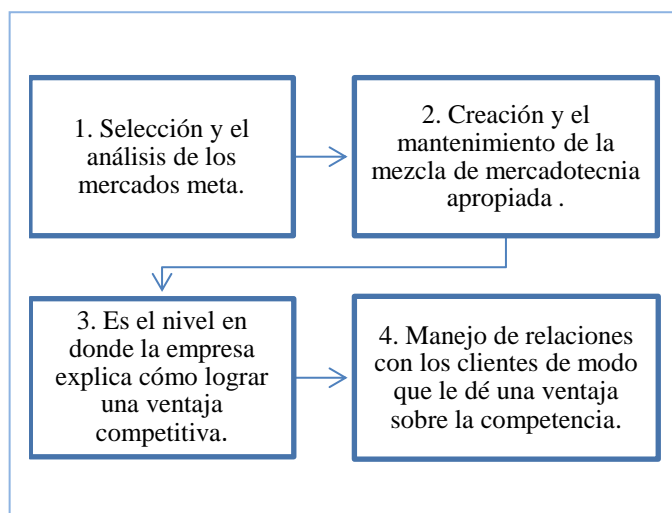 1. Selección y el
análisis de los
mercados meta.
2. Creación y el
mantenimiento de la
mezcla de mercadotecnia
apropiada .
3. Es el nivel en
donde la empresa
explica cómo lograr
una ventaja
competitiva.
4. Manejo de relaciones
con los clientes de modo
que le dé una ventaja
sobre la competencia.